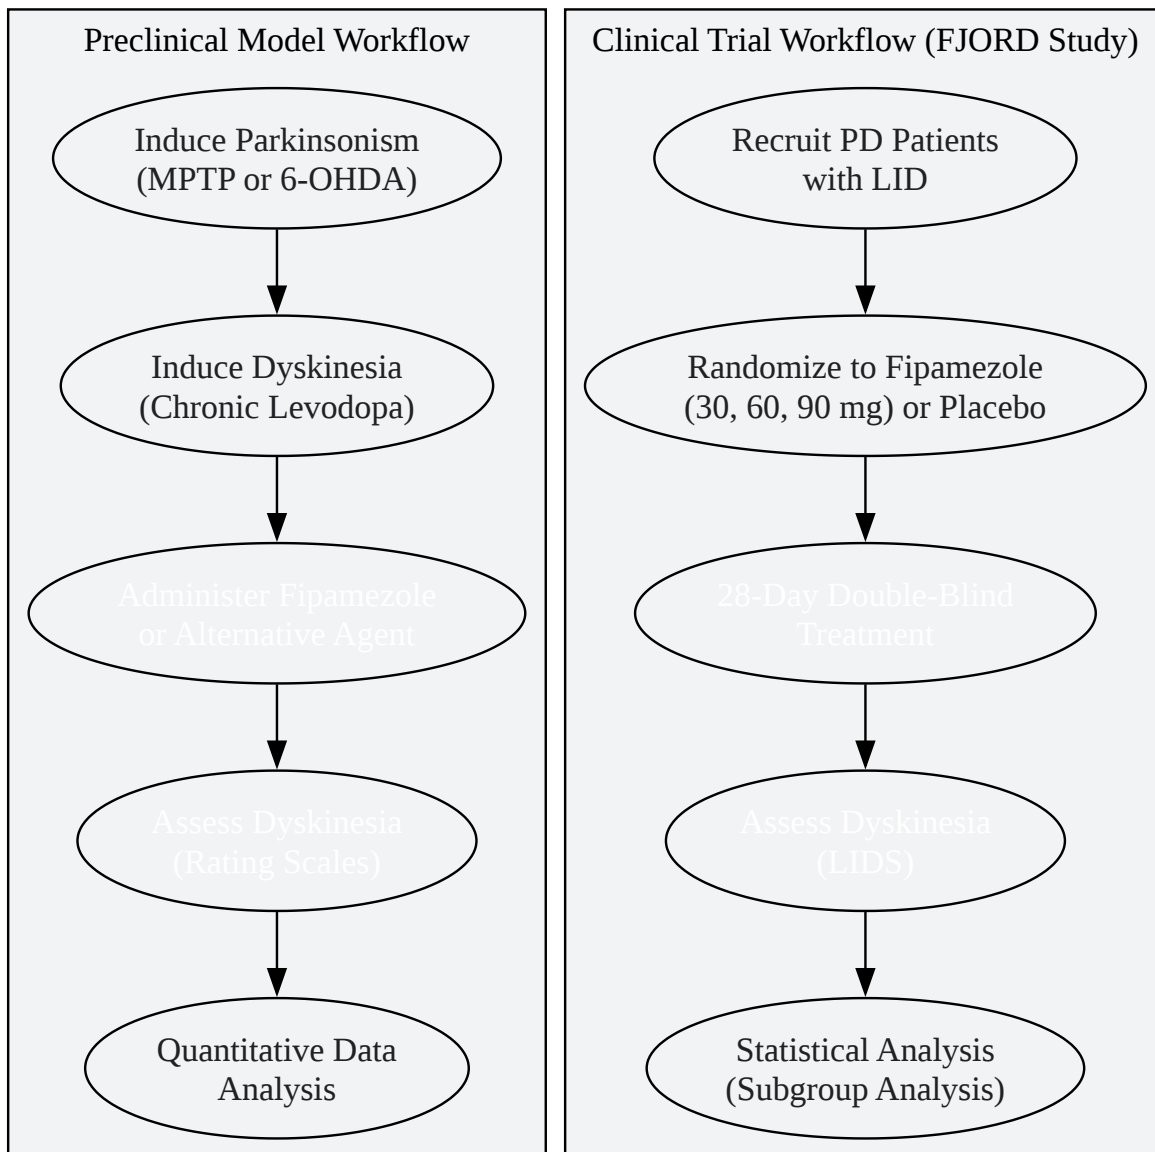 Preclinical Model Workflow
Induce Parkinsonism
(MPTP or 6-OHDA)
Induce Dyskinesia
(Chronic Levodopa)
Administer Fipamezole
or Alternative Agent
Assess Dyskinesia
(Rating Scales)
Quantitative Data
Analysis
Clinical Trial Workflow (FJORD Study)
Recruit PD Patients
with LID
Randomize to Fipamezole
(30, 60, 90 mg) or Placebo
28-Day Double-Blind
Treatment
Assess Dyskinesia
(LIDS)
Statistical Analysis
(Subgroup Analysis)